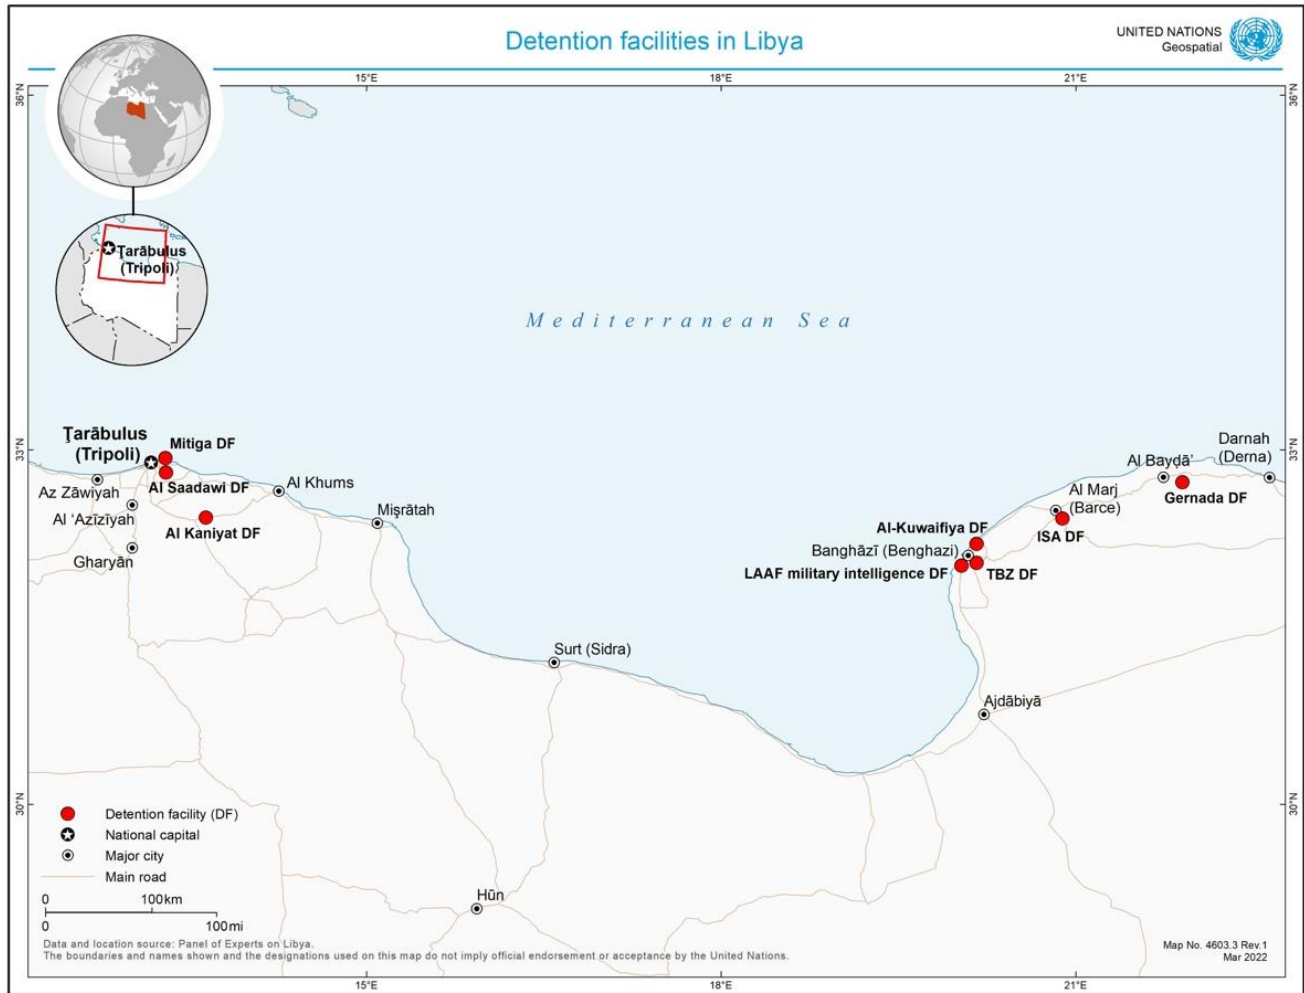 Detention facilities in Libya
UNITED NATIONS
Geospatial
15°E
18°E
21°E
36°N
36°N
Ţarābulus
(Tripoli)
Mediterranean Sea
33°N
33°N
Ţarābulus
(Tripoli)
Mitiga DF
Az Zāwiyah
Al Saadawi DF
Al Khums
Al ‘Azīzīyah
Al Kaniyat DF
Mişrātah
Gharyān
Darnah
(Derna)
Al Bayḑā’
Gernada DF
Al Marj
(Barce)
ISA DF
Al-Kuwaifiya DF
Banghāzī (Benghazi)
LAAF military intelligence DF
TBZ DF
Surt (Sidra)
Ajdābiyā
30°N
30°N
Hūn
Detention facility (DF)
National capital
Major city
Main road
0 100km
0 100mi
Data and location source: Panel of Experts on Libya.
The boundaries and names shown and the designations used on this map do not imply official endorsement or acceptance by the United Nations.
Map No. 4603.3 Rev.1
Mar 2022
15°E
18°E
21°E